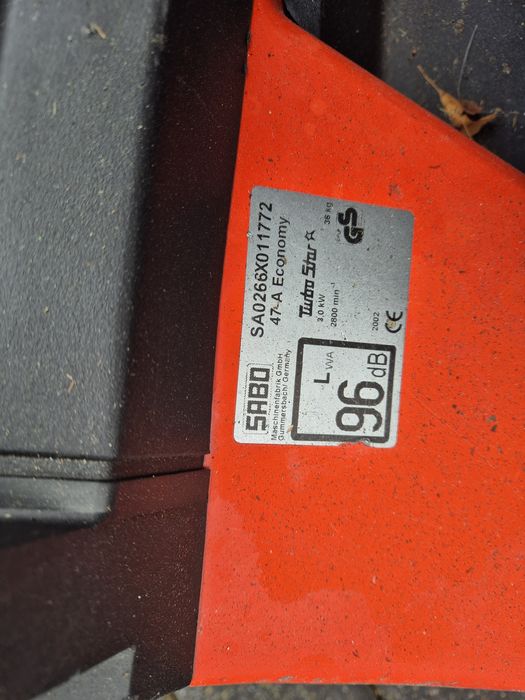 SABO
Maschinenfabrik GmbH
Gummersbach/ Germany
SA0266X011772
47-A Economy
LWA
96 dB
Turbo Star
3,0 kW
2800 min⁻¹
36 kg
GS
2002
CE